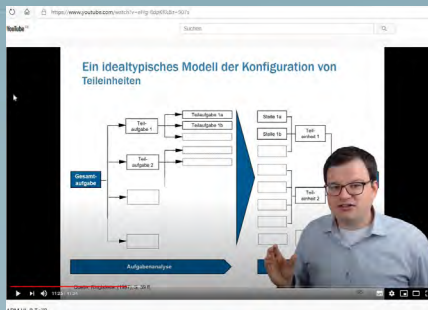 https://www.youtube.com/watch?v=
YouTube
Suchen
Ein idealtypisches Modell der Konfiguration von
Teileinheiten
Gesamt-
aufgabe
Teil-
aufgabe 1
Teil-
aufgabe 2
Teilaufgabe 1a
Teilaufgabe 1b
Stelle 1a
Stelle 1b
Teil-
einheit 1
Teil-
einheit 2
Aufgabenanalyse